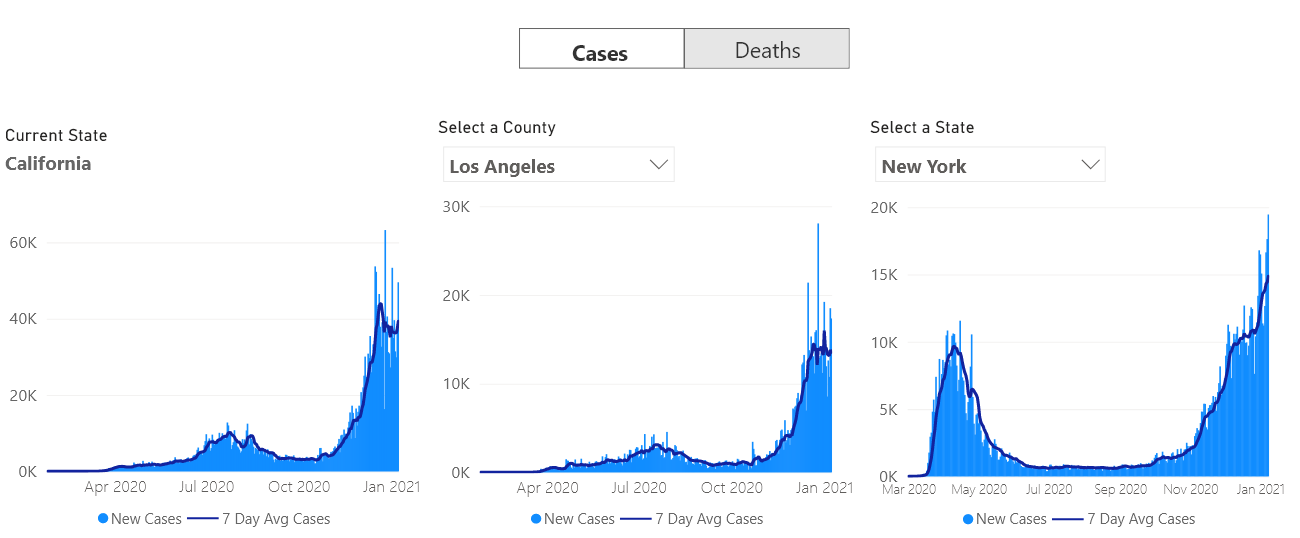 Cases
Deaths
Current State
California
Select a County
Los Angeles
Select a State
New York
60K
40K
20K
0K
Apr 2020 Jul 2020 Oct 2020 Jan 2021
New Cases 7 Day Avg Cases
30K
20K
10K
0K
Apr 2020 Jul 2020 Oct 2020 Jan 2021
New Cases 7 Day Avg Cases
20K
15K
10K
5K
0K
Mar 2020 May 2020 Jul 2020 Sep 2020 Nov 2020 Jan 2021
New Cases 7 Day Avg Cases